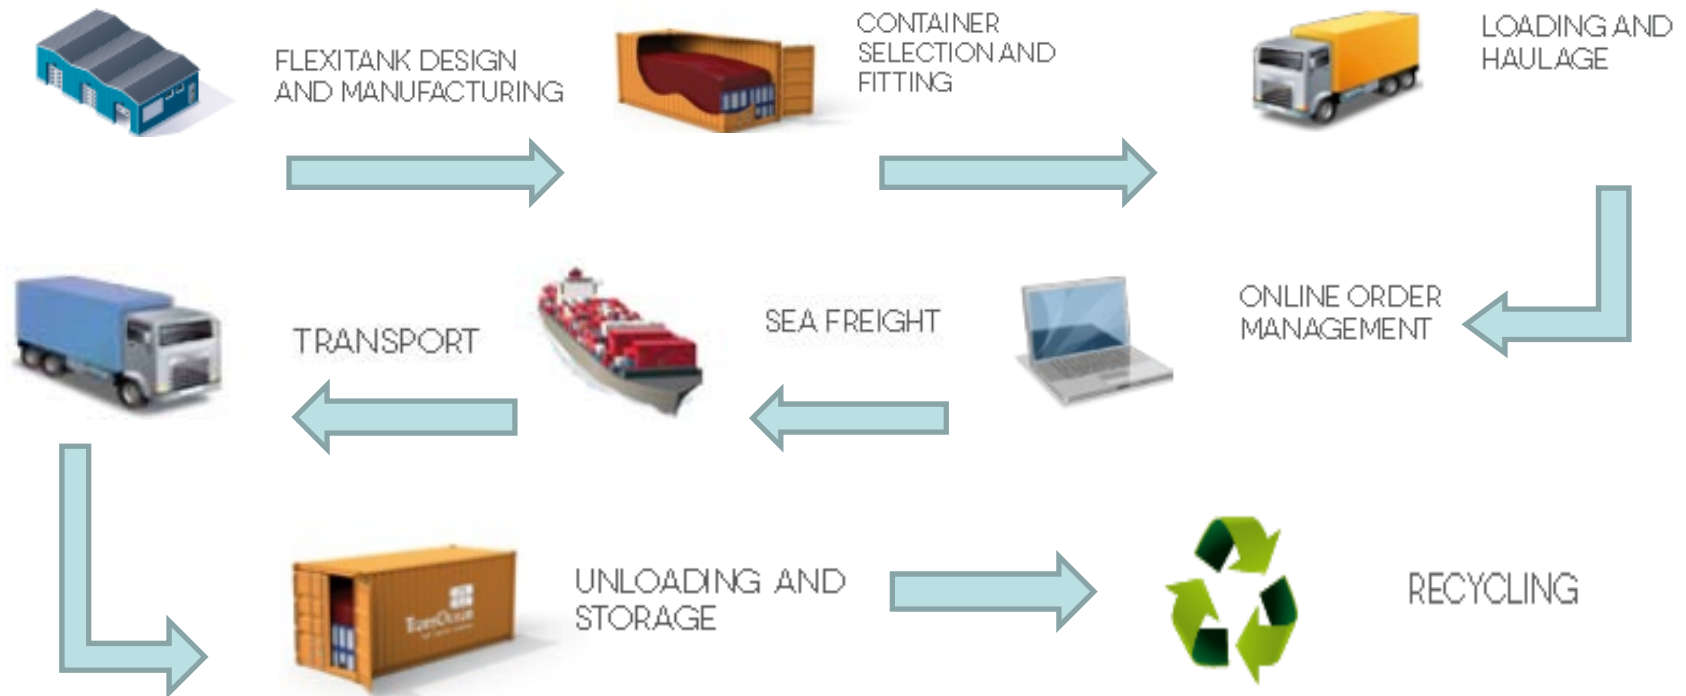 FLEXITANK DESIGN
AND MANUFACTURING
CONTAINER
SELECTION AND
FITTING
LOADING AND
HAULAGE
ONLINE ORDER
MANAGEMENT
SEA FREIGHT
TRANSPORT
TransOcean
UNLOADING AND
STORAGE
RECYCLING